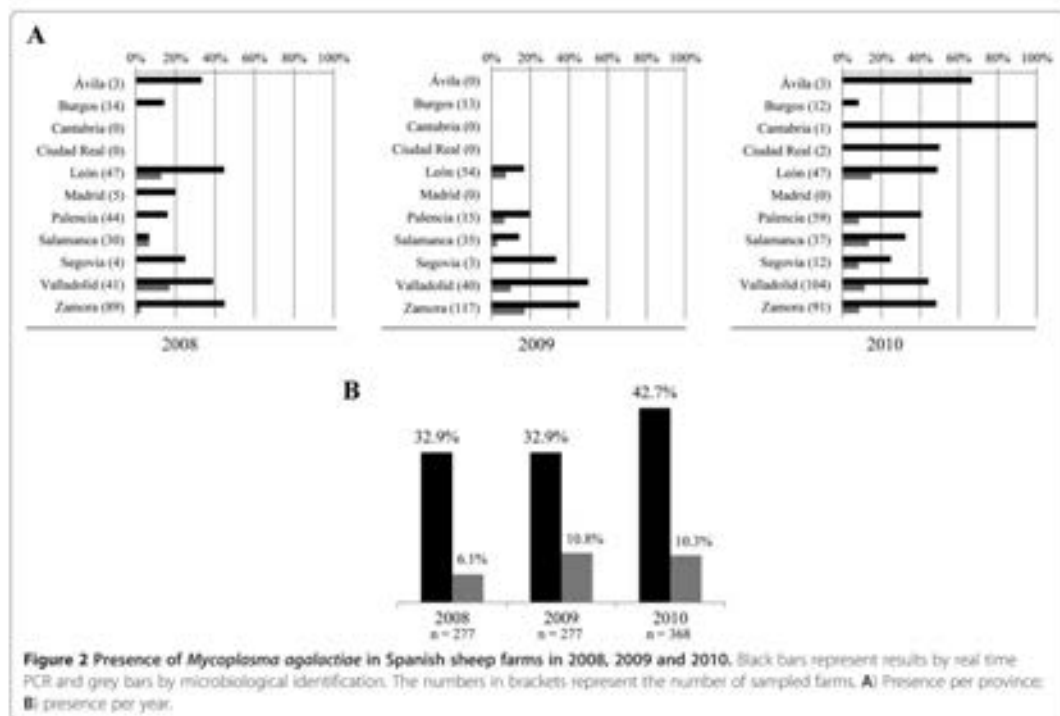 A
0% 20% 40% 60% 80% 100%
Ávila (3)
Burgos (14)
Cantabria (0)
Ciudad Real (0)
León (47)
Madrid (5)
Palencia (44)
Salamanca (30)
Segovia (4)
Valladolid (41)
Zamora (89)
2008
0% 20% 40% 60% 80% 100%
Ávila (0)
Burgos (13)
Cantabria (0)
Ciudad Real (0)
León (54)
Madrid (0)
Palencia (15)
Salamanca (35)
Segovia (3)
Valladolid (40)
Zamora (117)
2009
0% 20% 40% 60% 80% 100%
Ávila (3)
Burgos (12)
Cantabria (1)
Ciudad Real (2)
León (47)
Madrid (0)
Palencia (59)
Salamanca (37)
Segovia (12)
Valladolid (104)
Zamora (91)
2010
B
32.9% 6.1% 32.9% 10.8% 42.7% 10.3%
2008 2009 2010
n = 277 n = 277 n = 368
Figure 2 Presence of Mycoplasma agalactiae in Spanish sheep farms in 2008, 2009 and 2010. Black bars represent results by real time
PCR and grey bars by microbiological identification. The numbers in brackets represent the number of sampled farms. A) Presence per province;
B) presence per year.